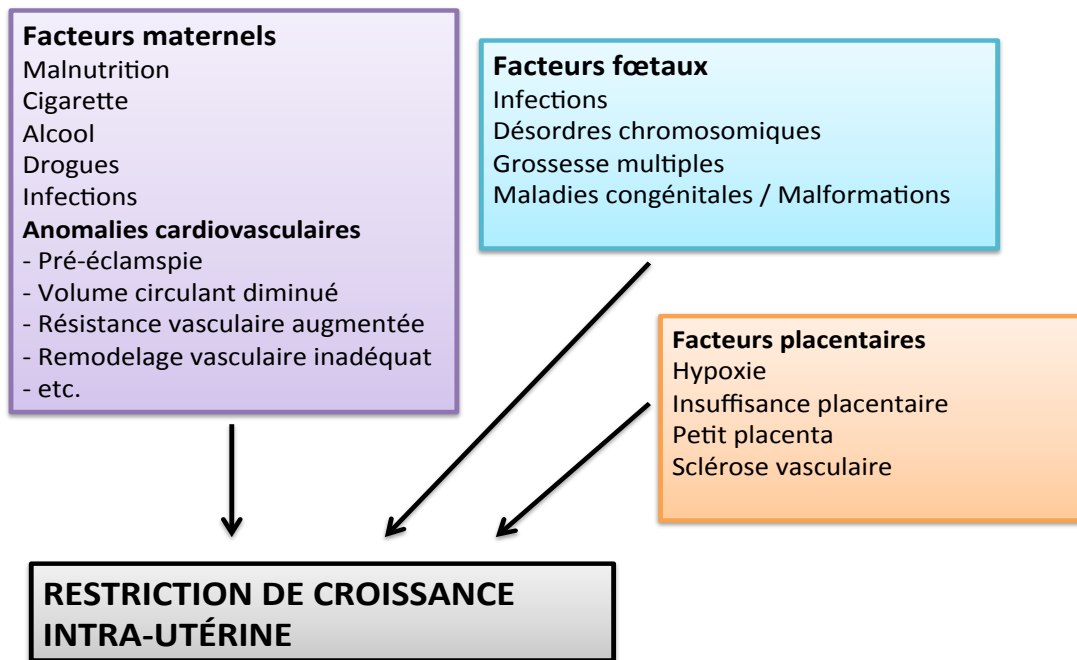 Facteurs maternels
Malnutrition
Cigarette
Alcool
Drogues
Infections
Anomalies cardiovasculaires
- Pré-éclamspie
- Volume circulant diminué
- Résistance vasculaire augmentée
- Remodelage vasculaire inadéquat
- etc.
Facteurs fœtaux
Infections
Désordres chromosomiques
Grossesse multiples
Maladies congénitales / Malformations
Facteurs placentaires
Hypoxie
Insuffisance placentaire
Petit placenta
Sclérose vasculaire
RESTRICTION DE CROISSANCE
INTRA-UTÉRINE